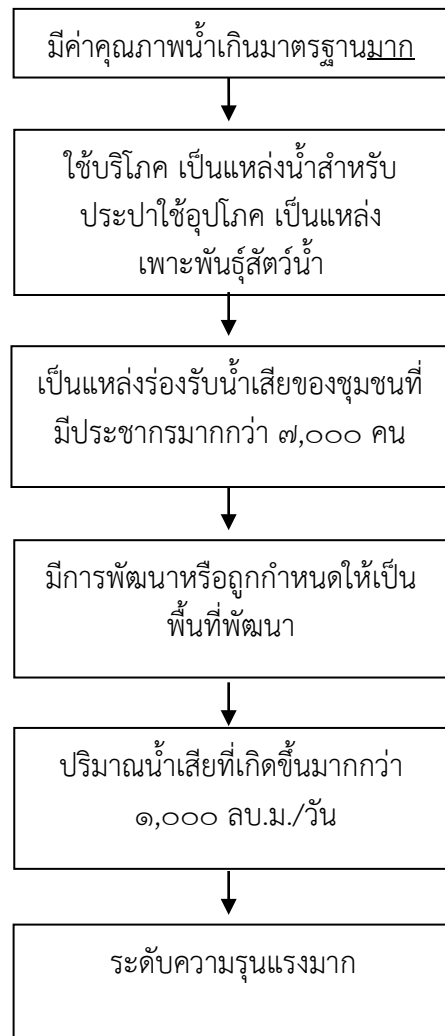 มีค่าคุณภาพน้ำเกินมาตรฐานมาก
ใช้บริโภค เป็นแหล่งน้ำสำหรับ
ประปาใช้อุปโภค เป็นแหล่ง
เพาะพันธุ์สัตว์น้ำ
เป็นแหล่งร่องรับน้ำเสียของชุมชนที่
มีประชากรมากกว่า ๗,๐๐๐ คน
มีการพัฒนาหรือถูกกำหนดให้เป็น
พื้นที่พัฒนา
ปริมาณน้ำเสียที่เกิดขึ้นมากกว่า
๑,๐๐๐ ลบ.ม./วัน
ระดับความรุนแรงมาก